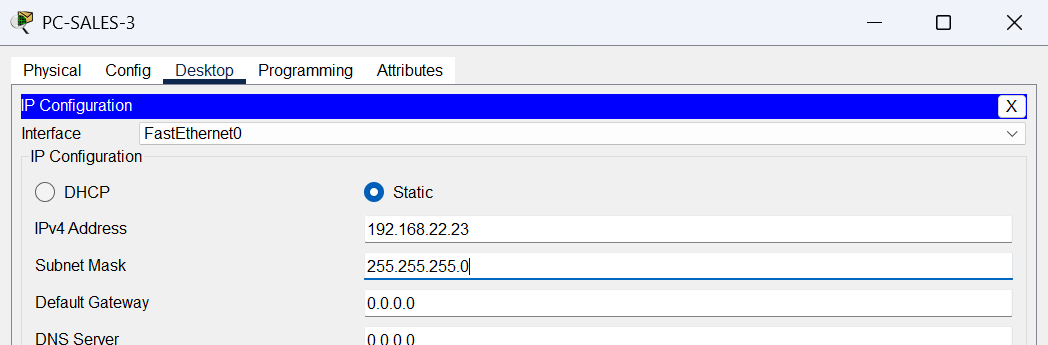 PC-SALES-3
Physical Config Desktop Programming Attributes
IP Configuration X
Interface FastEthernet0
IP Configuration
DHCP Static
IPv4 Address 192.168.22.23
Subnet Mask 255.255.255.0
Default Gateway 0.0.0.0
DNS Server 0.0.0.0